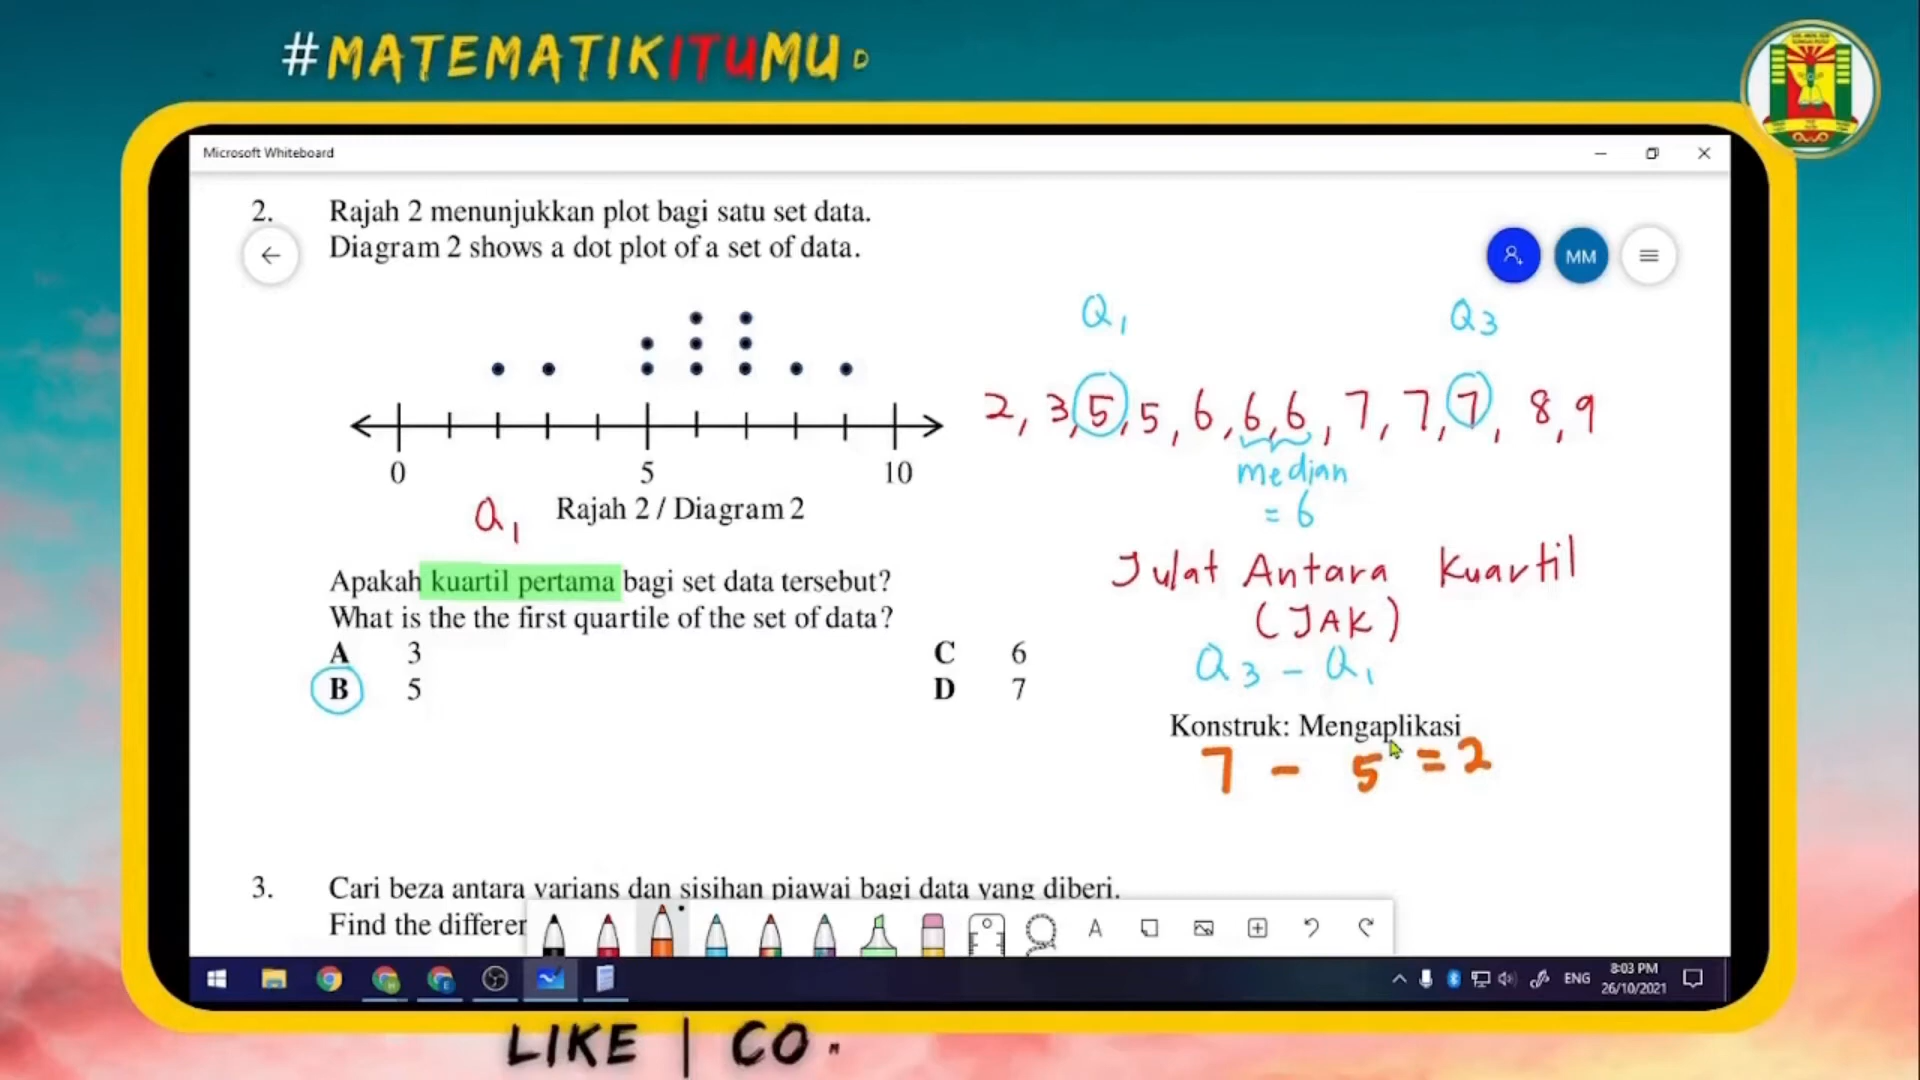 #MATEMATIKITUMU
Microsoft Whiteboard
2. Rajah 2 menunjukkan plot bagi satu set data.
Diagram 2 shows a dot plot of a set of data.
MM
Q1 Q3
2, 3, 5, 5, 6, 6, 6, 7, 7, 7, 8, 9
0 5 10
median
= 6
Q1
Rajah 2 / Diagram 2
Julat Antara Kuartil
(JAK)
Q3 - Q1
Apakah kuartil pertama bagi set data tersebut?
What is the the first quartile of the set of data?
A 3 C 6
B 5 D 7
Konstruk: Mengaplikasi
7 - 5 = 2
3. Cari beza antara varians dan sisihan piawai bagi data yang diberi.
Find the differen
A
ENG
8:03 PM
26/10/2021
LIKE | CO